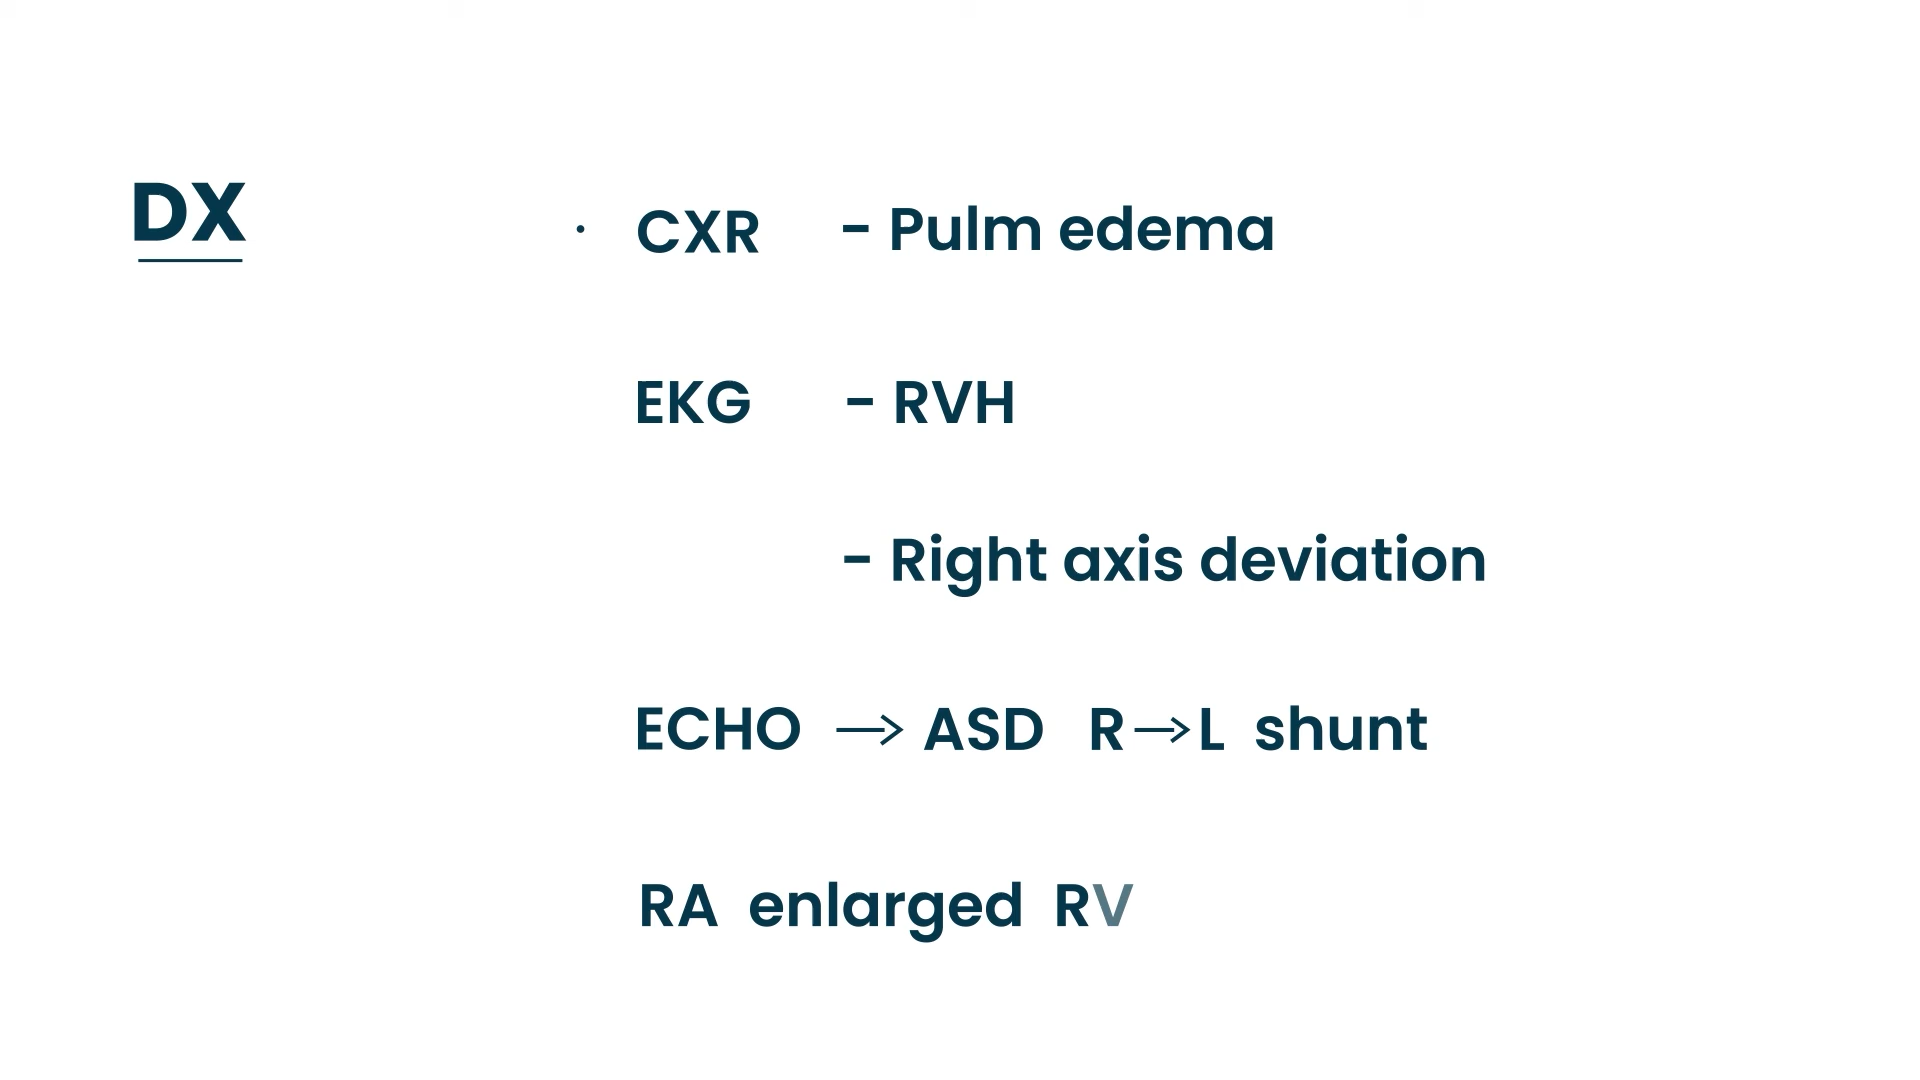 DX
· CXR - Pulm edema
EKG - RVH
- Right axis deviation
ECHO → ASD R→L shunt
RA enlarged RV